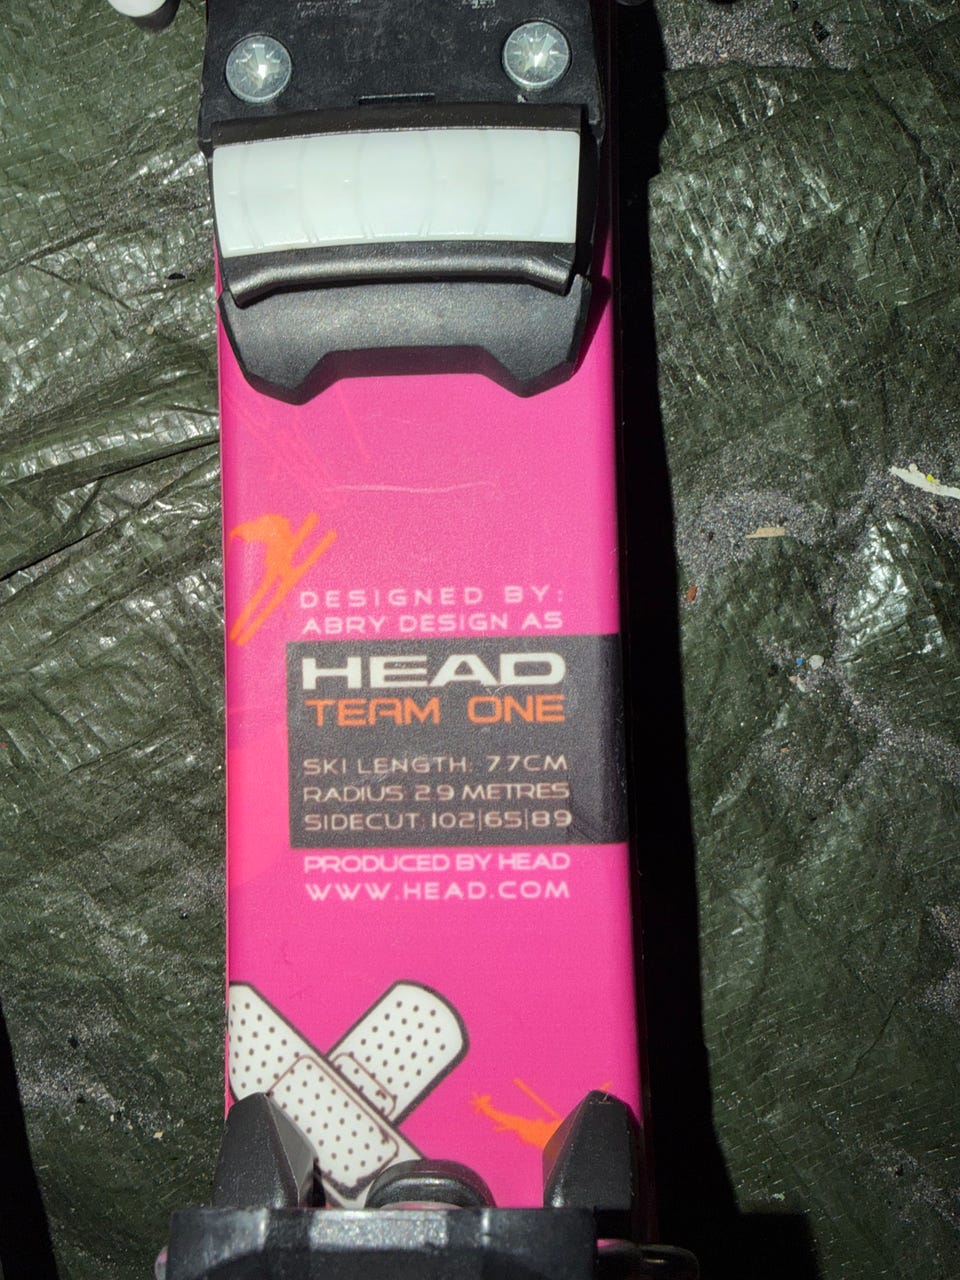 DESIGNED BY:
ABRY DESIGN AS
HEAD
TEAM ONE
SKI LENGTH: 77CM
RADIUS 2.9 METRES
SIDECUT 102|65|89
PRODUCED BY HEAD
WWW.HEAD.COM